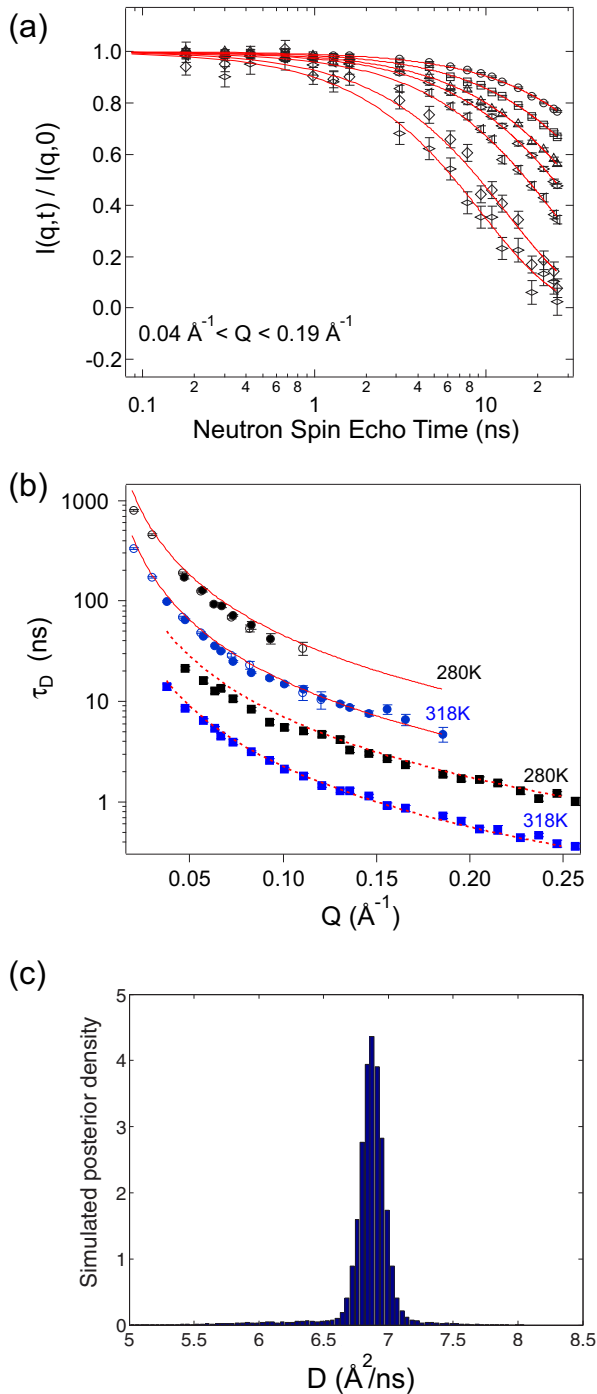 (a)
1.0
0.8
0.6
0.4
0.2
0.0
-0.2
I(q,t) / I(q,0)
0.04 Å⁻¹ < Q < 0.19 Å⁻¹
2 4 6 8 2 4 6 8 2
0.1 1 10
Neutron Spin Echo Time (ns)
(b)
1000
100
10
1
τD (ns)
280K
318K
280K
318K
0.05 0.10 0.15 0.20 0.25
Q (Å⁻¹)
(c)
5
4
3
2
1
0
Simulated posterior density
5 5.5 6 6.5 7 7.5 8 8.5
D (Å²/ns)